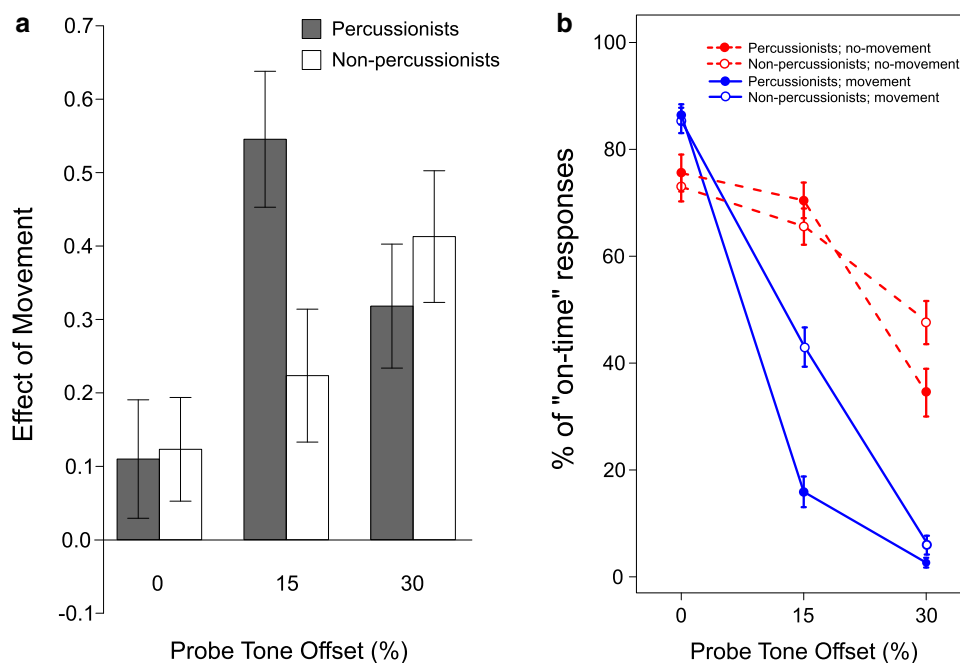 a
0.7
0.6
0.5
0.4
0.3
0.2
0.1
0.0
-0.1
Effect of Movement
Percussionists
Non-percussionists
0 15 30
Probe Tone Offset (%)
b
100
80
60
40
20
0
% of "on-time" responses
Percussionists; no-movement
Non-percussionists; no-movement
Percussionists; movement
Non-percussionists; movement
0 15 30
Probe Tone Offset (%)